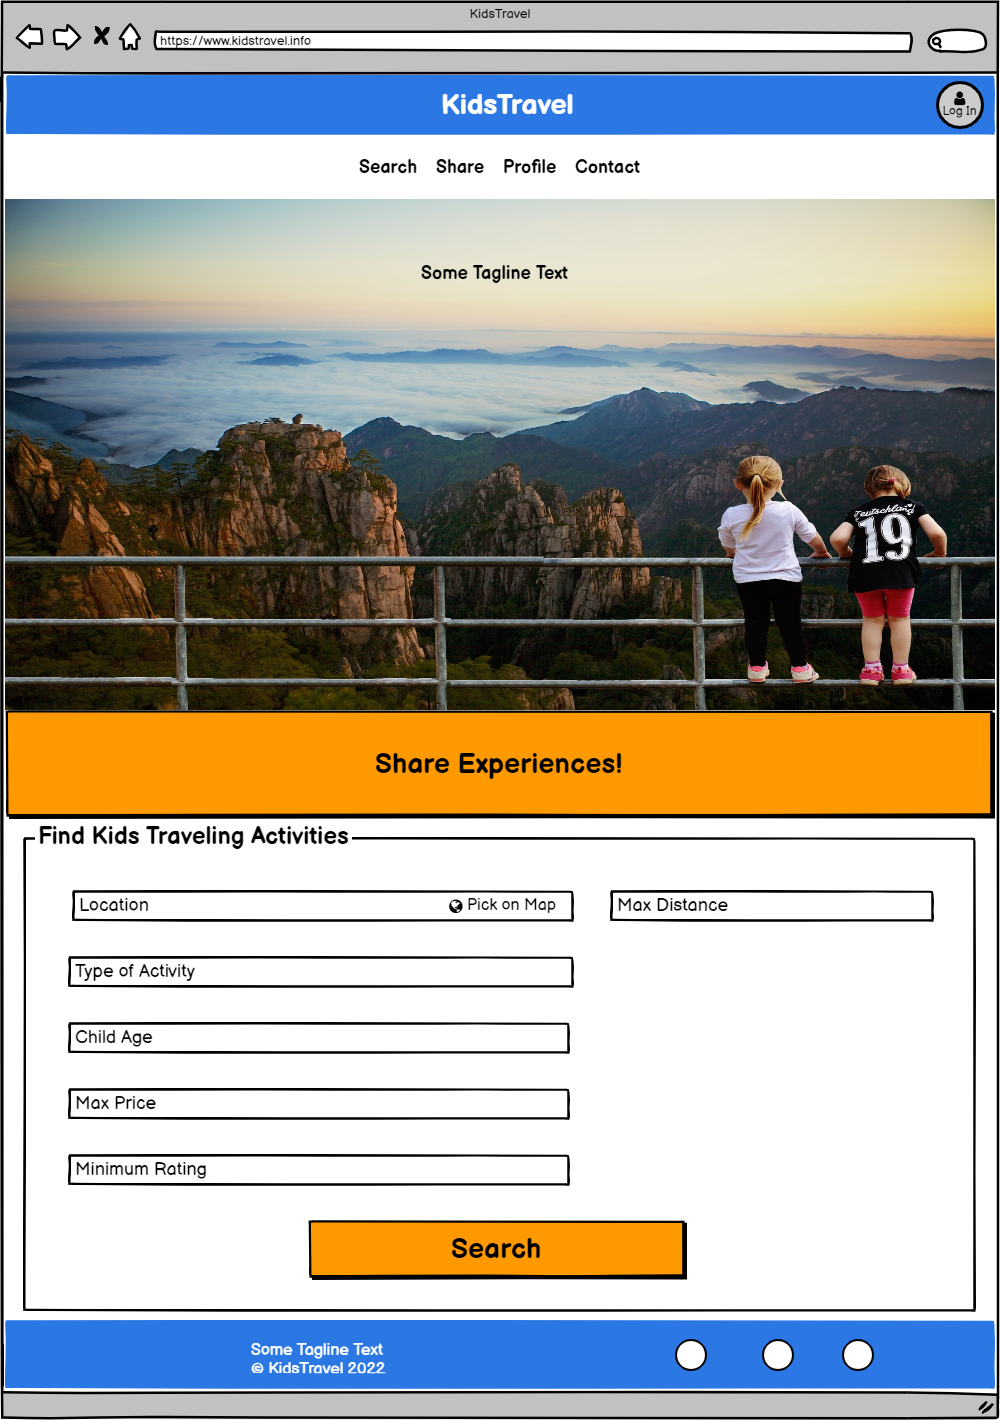 KidsTravel
https://www.kidstravel.info
KidsTravel
Log In
Search Share Profile Contact
Some Tagline Text
Teutschland
19
Share Experiences!
Find Kids Traveling Activities
Location Pick on Map Max Distance
Type of Activity
Child Age
Max Price
Minimum Rating
Search
Some Tagline Text
© KidsTravel 2022